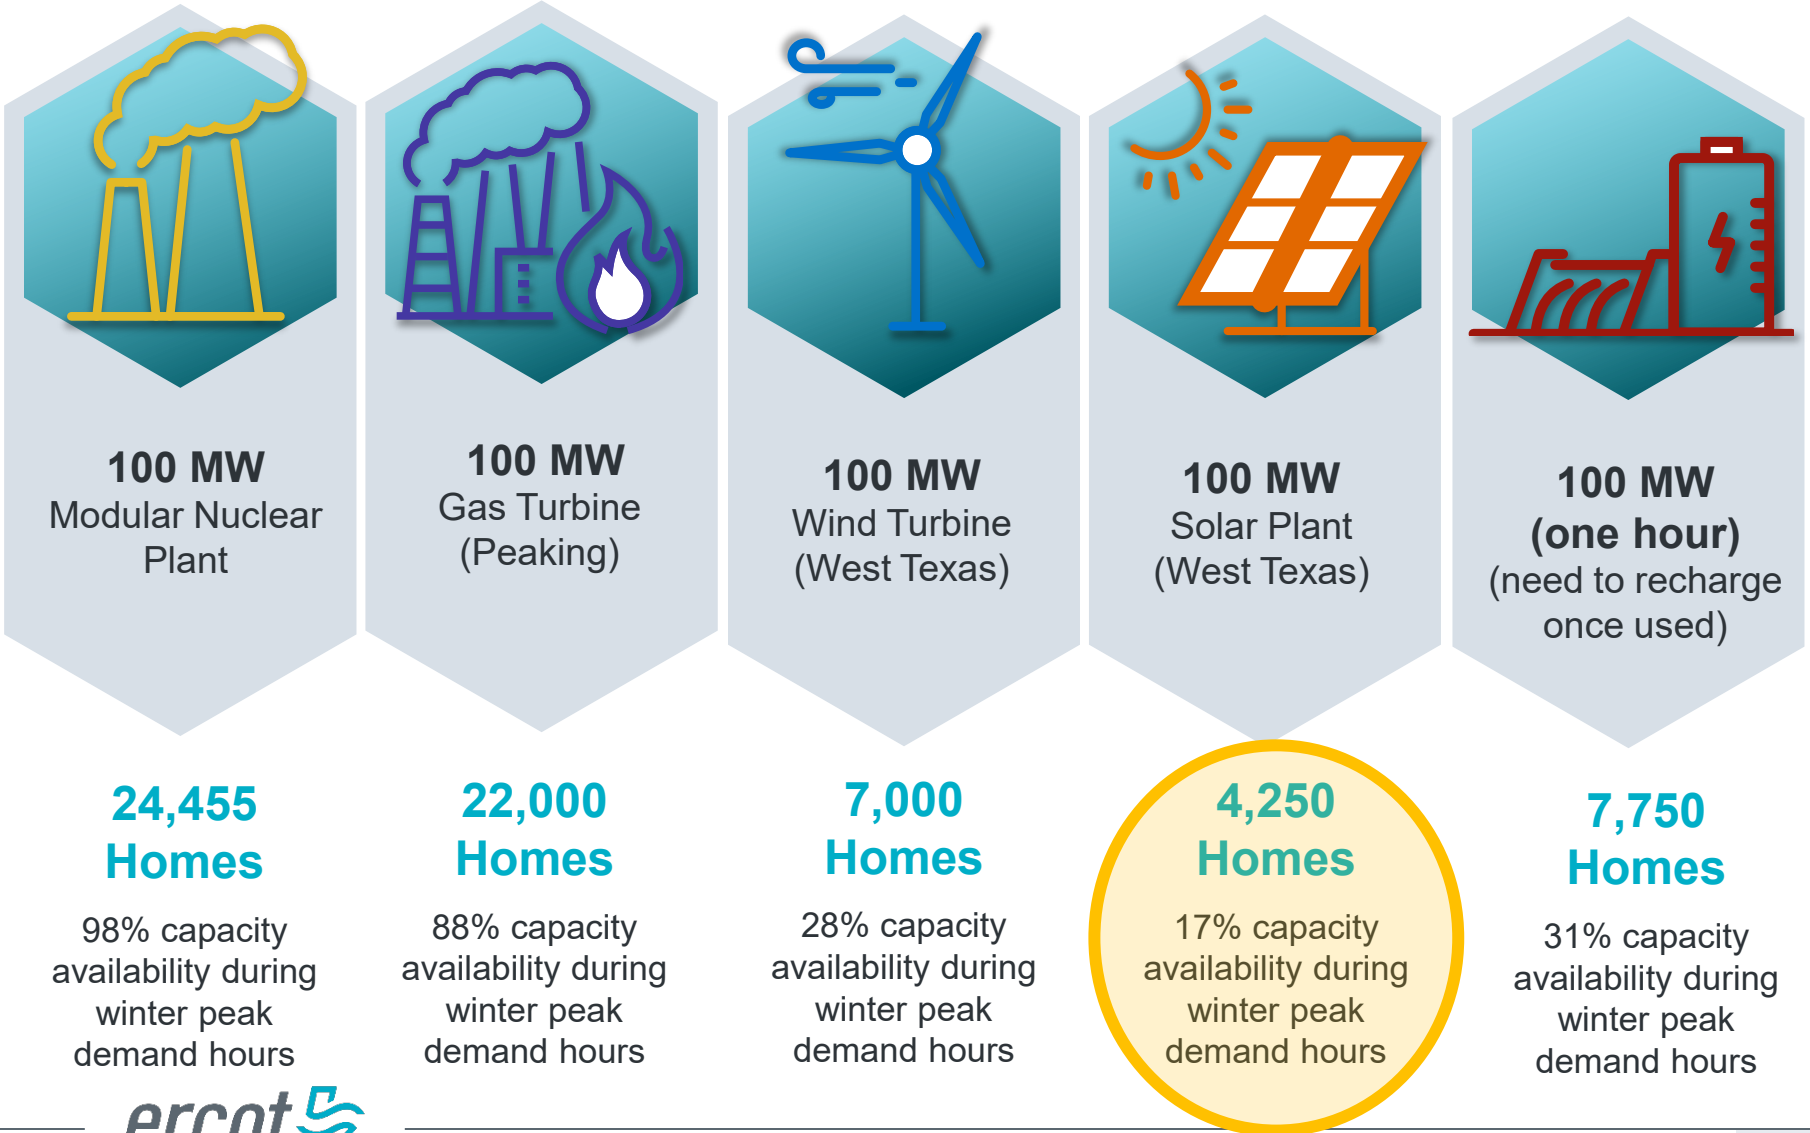 100 MW
Modular Nuclear
Plant
24,455
Homes
98% capacity
availability during
winter peak
demand hours
100 MW
Gas Turbine
(Peaking)
22,000
Homes
88% capacity
availability during
winter peak
demand hours
100 MW
Wind Turbine
(West Texas)
7,000
Homes
28% capacity
availability during
winter peak
demand hours
100 MW
Solar Plant
(West Texas)
4,250
Homes
17% capacity
availability during
winter peak
demand hours
100 MW
(one hour)
(need to recharge
once used)
7,750
Homes
31% capacity
availability during
winter peak
demand hours
ercot